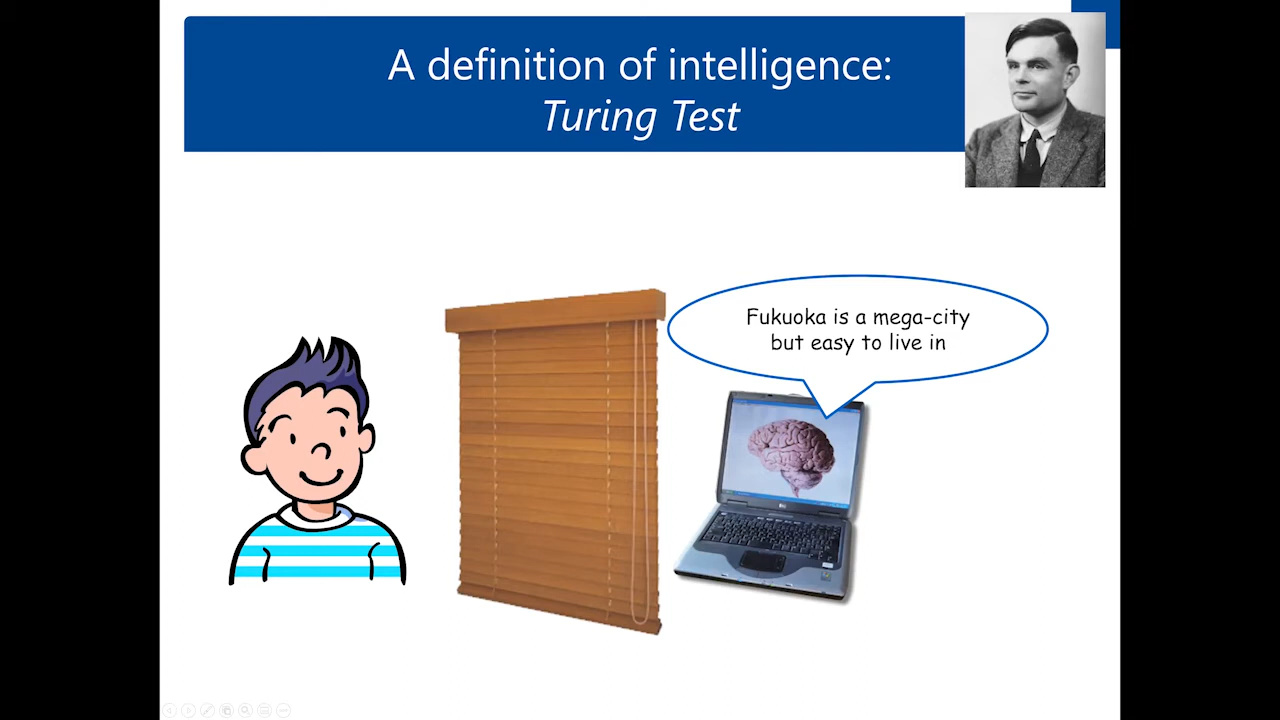 A definition of intelligence:
Turing Test
Fukuoka is a mega-city
but easy to live in